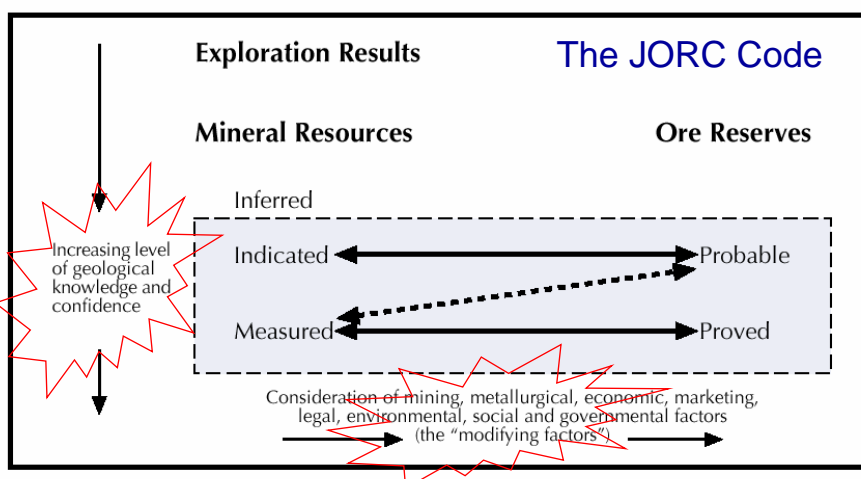 Exploration Results
The JORC Code
Mineral Resources
Ore Reserves
Inferred
Increasing level
of geological
knowledge and
confidence
Indicated
Probable
Measured
Proved
Consideration of mining, metallurgical, economic, marketing,
legal, environmental, social and governmental factors
(the “modifying factors”)